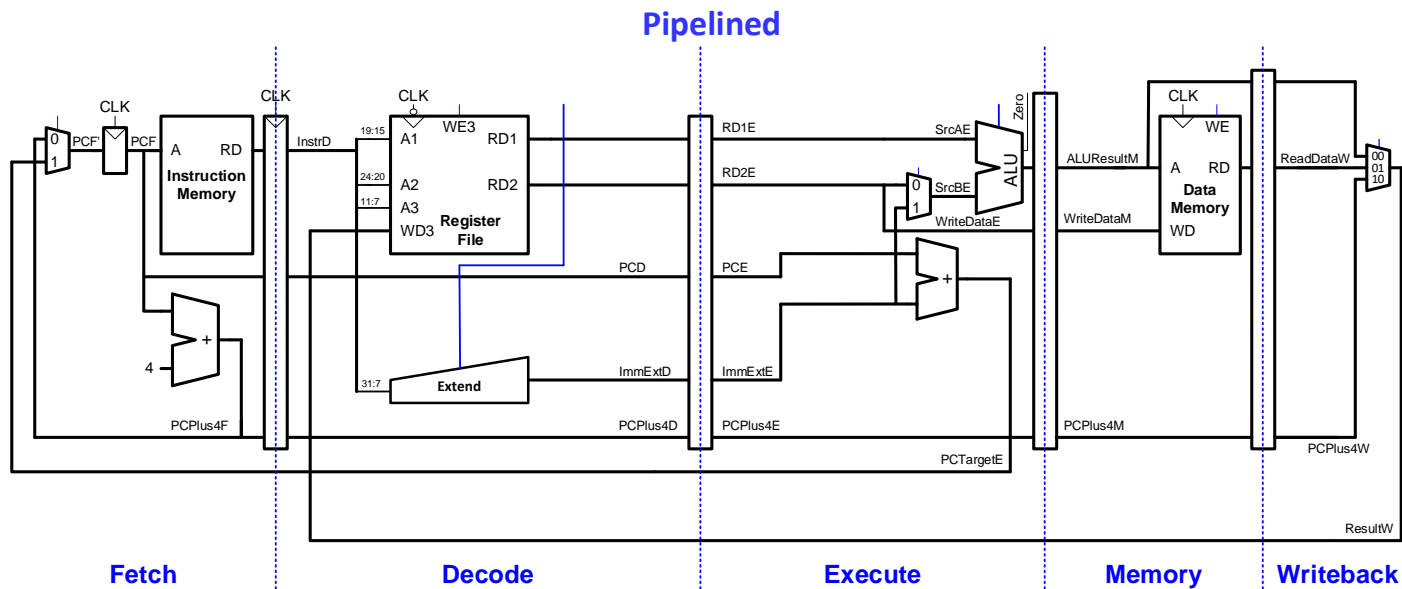 Pipelined
CLK
CLK
CLK
CLK
0
1
PCF'
PCF
A
RD
Instruction
Memory
InstrD
19:15
A1
WE3
RD1
24:20
A2
RD2
11:7
A3
WD3
Register
File
RD1E
RD2E
SrcAE
0
1
SrcBE
WriteDataE
ALU
Zero
ALUResultM
WriteDataM
A
WE
RD
Data
Memory
WD
ReadDataW
00
01
10
PCD
PCE
+
+
4
31:7
Extend
ImmExtD
ImmExtE
PCPlus4F
PCPlus4D
PCPlus4E
PCPlus4M
PCPlus4W
PCTargetE
ResultW
Fetch
Decode
Execute
Memory
Writeback